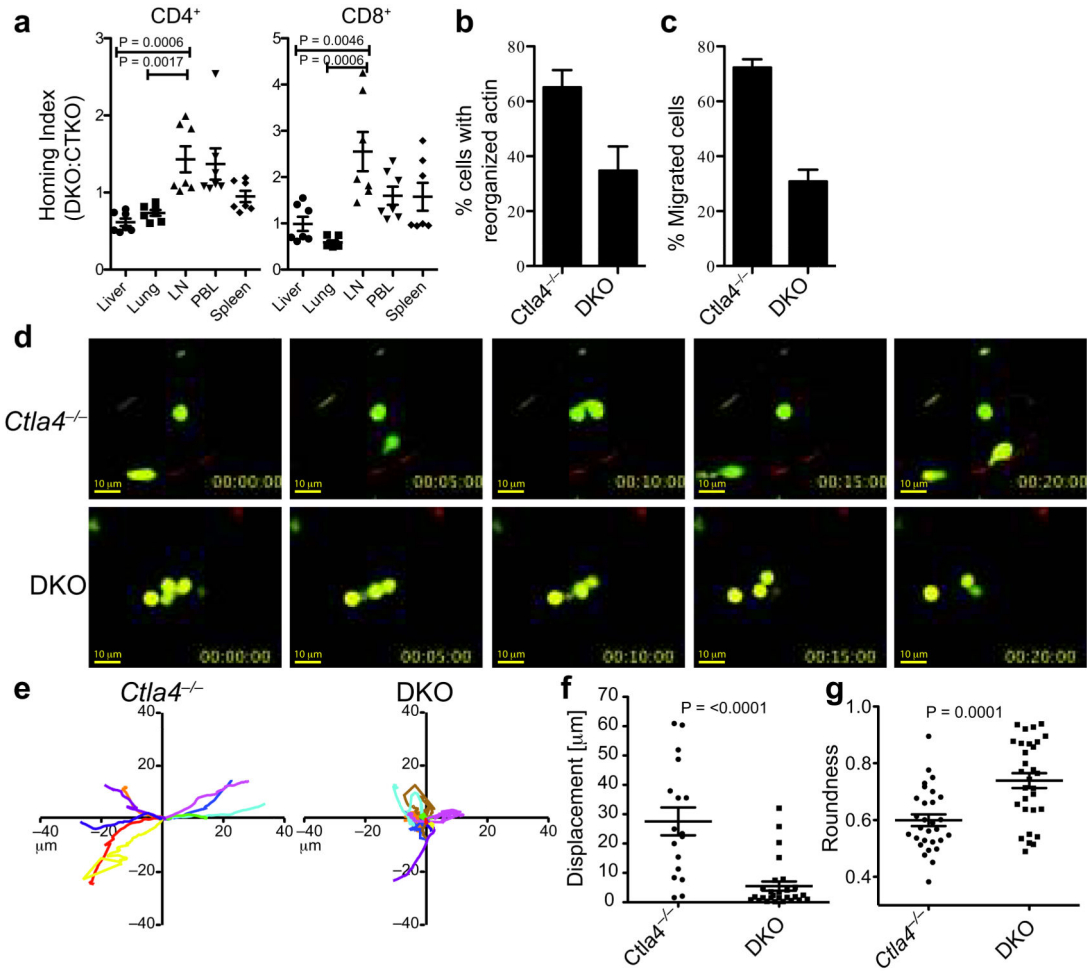 a
CD4⁺
CD8⁺
b
c
Homing Index
(DKO:CTKO)
3
2
1
0
P = 0.0006
P = 0.0017
Liver
Lung
LN
PBL
Spleen
5
4
3
2
1
0
P = 0.0046
P = 0.0006
Liver
Lung
LN
PBL
Spleen
% cells with
reorganized actin
80
60
40
20
0
Ctla4⁻/⁻
DKO
% Migrated cells
80
60
40
20
0
Ctla4⁻/⁻
DKO
d
Ctla4⁻/⁻
10 μm
00:00:00
10 μm
00:05:00
10 μm
00:10:00
10 μm
00:15:00
10 μm
00:20:00
DKO
10 μm
00:00:00
10 μm
00:05:00
10 μm
00:10:00
10 μm
00:15:00
10 μm
00:20:00
e
Ctla4⁻/⁻
40
20
−40
−20
20
40
μm
−20
−40
DKO
40
20
−40
−20
20
40
μm
−20
−40
f
Displacement [μm]
70
60
50
40
30
20
10
0
P = <0.0001
Ctla4⁻/⁻
DKO
g
Roundness
1.0
0.8
0.6
0.4
P = 0.0001
Ctla4⁻/⁻
DKO